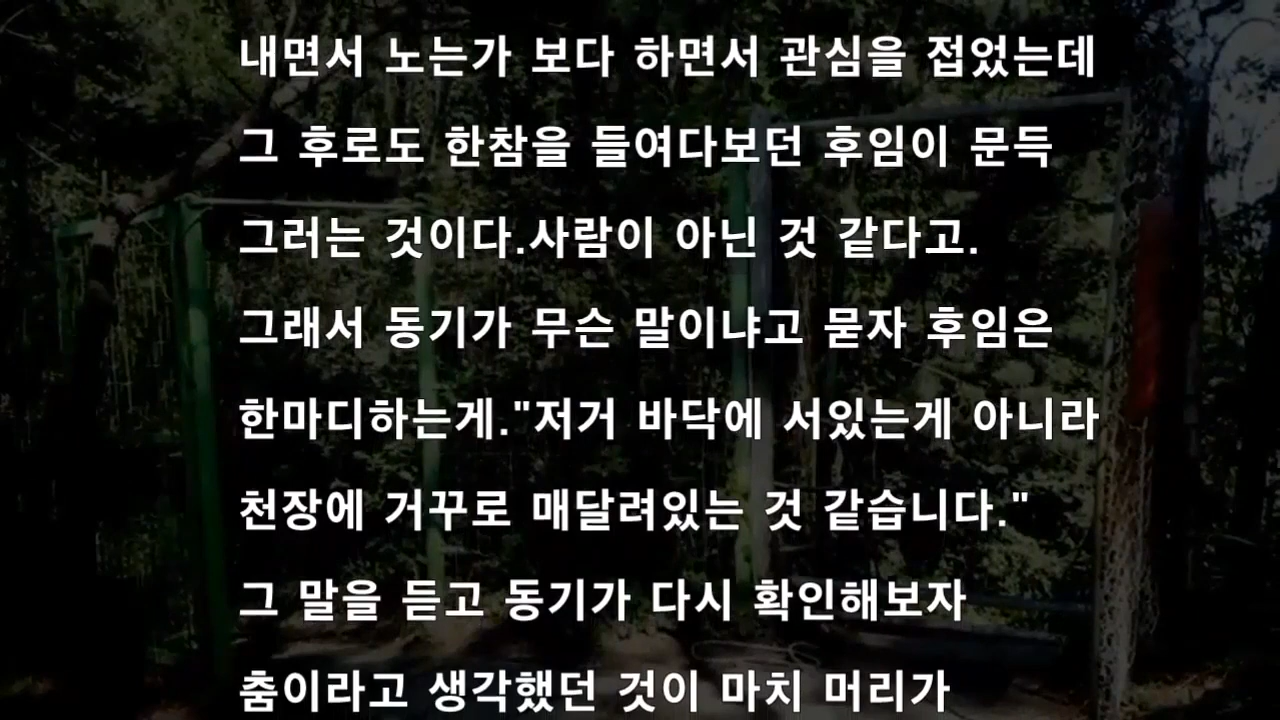 내면서 노는가 보다 하면서 관심을 접었는데
그 후로도 한참을 들여다보던 후임이 문득
그러는 것이다.사람이 아닌 것 같다고.
그래서 동기가 무슨 말이냐고 묻자 후임은
한마디하는게."저거 바닥에 서있는게 아니라
천장에 거꾸로 매달려있는 것 같습니다."
그 말을 듣고 동기가 다시 확인해보자
춤이라고 생각했던 것이 마치 머리가